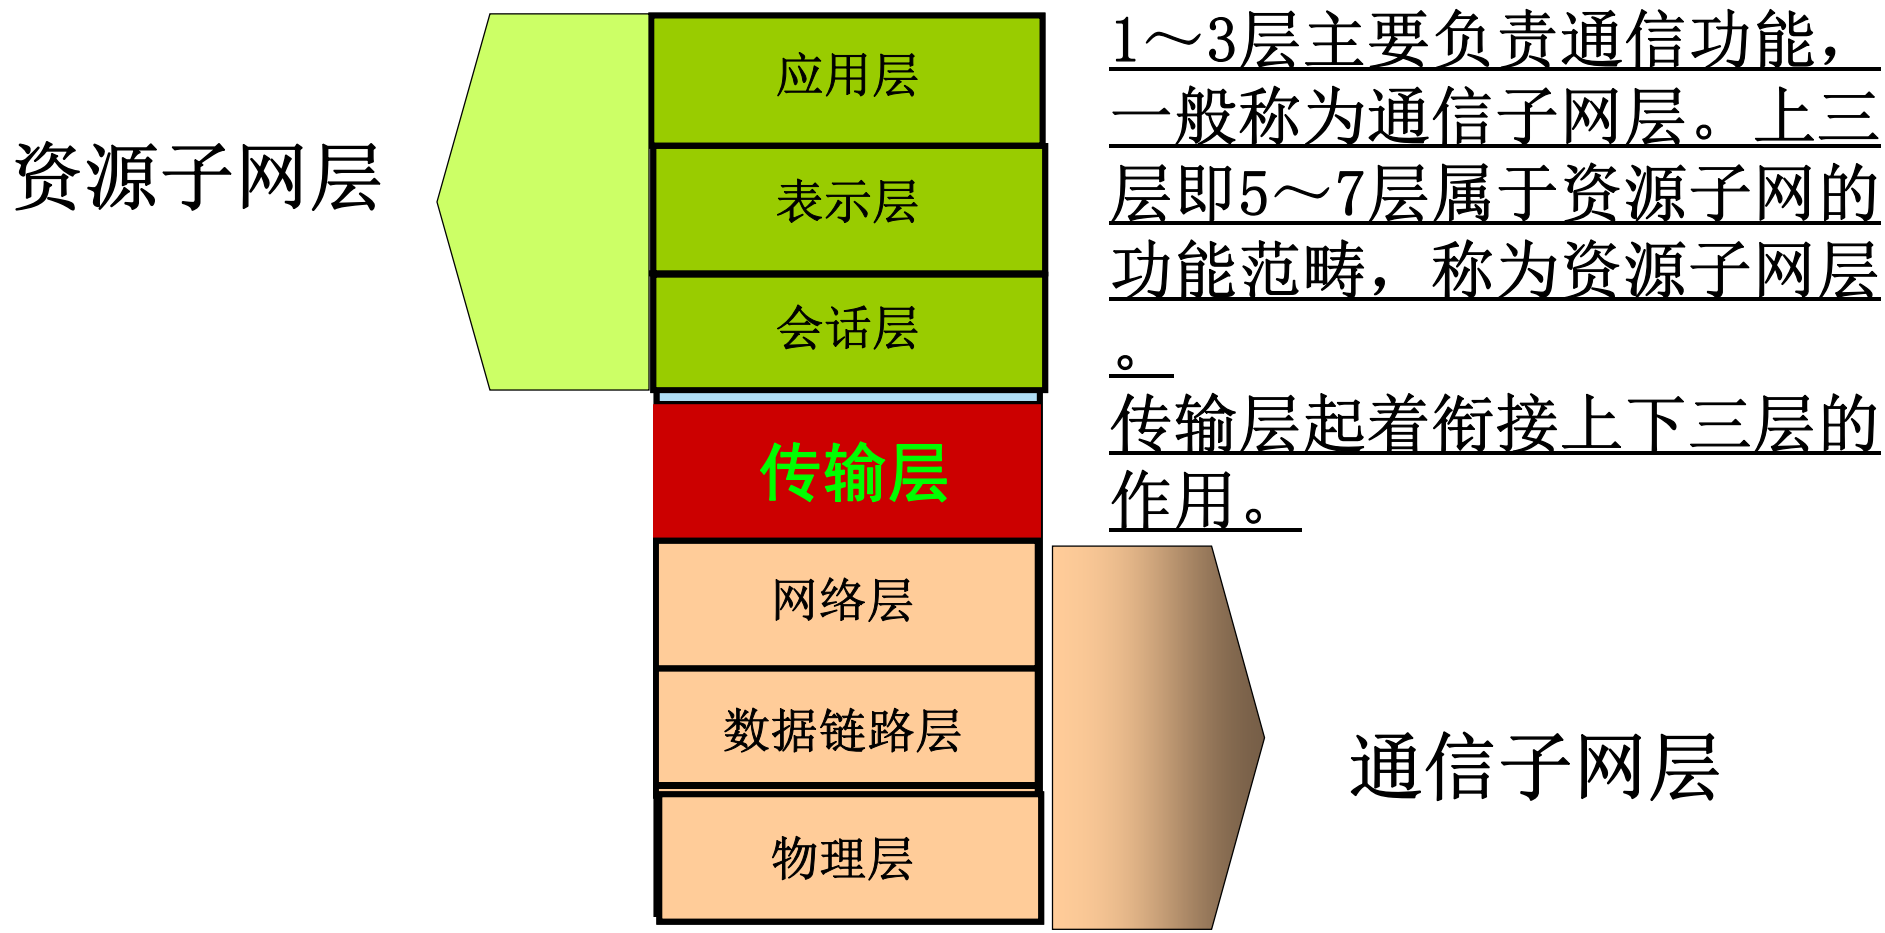 资源子网层
应用层
表示层
会话层
传输层
网络层
数据链路层
物理层
1～3层主要负责通信功能，
一般称为通信子网层。上三
层即5～7层属于资源子网的
功能范畴，称为资源子网层
。
传输层起着衔接上下三层的
作用。
通信子网层